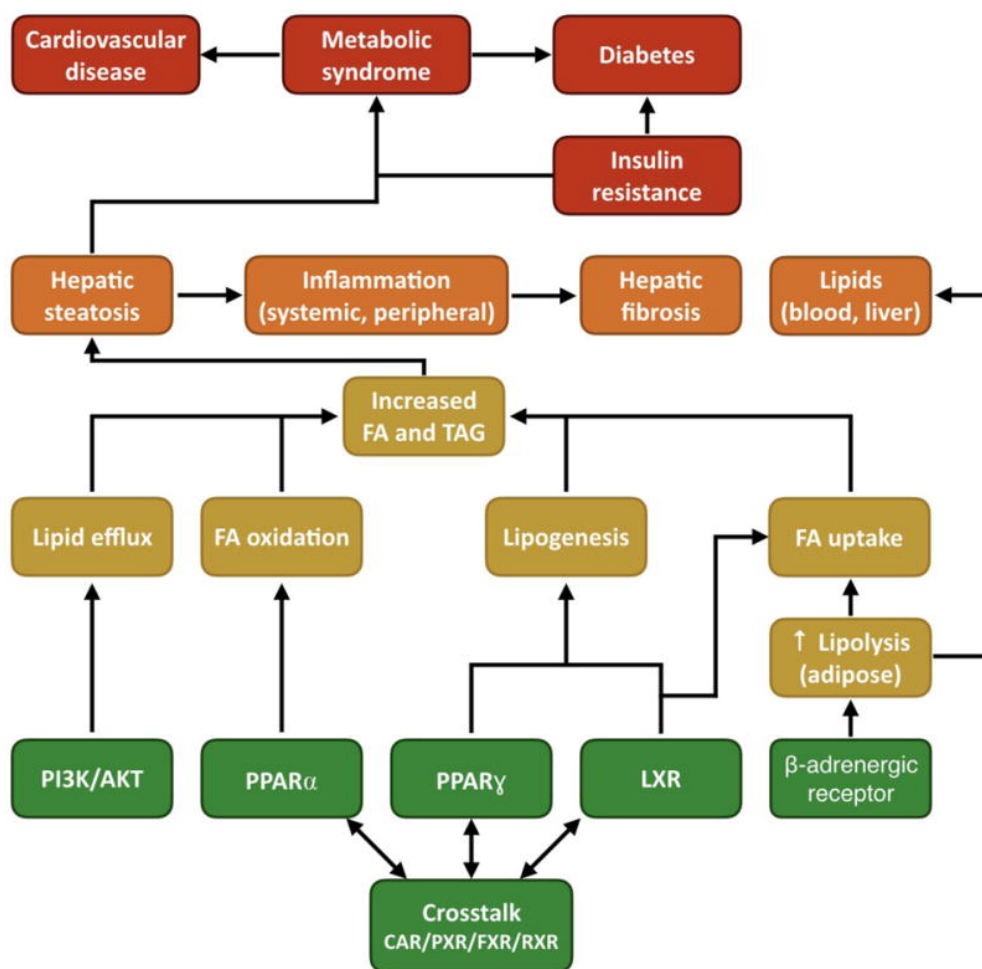 Cardiovascular
disease
Metabolic
syndrome
Diabetes
Insulin
resistance
Hepatic
steatosis
Inflammation
(systemic, peripheral)
Hepatic
fibrosis
Lipids
(blood, liver)
Increased
FA and TAG
Lipid efflux
FA oxidation
Lipogenesis
FA uptake
↑ Lipolysis
(adipose)
PI3K/AKT
PPARα
PPARɣ
LXR
β-adrenergic
receptor
Crosstalk
CAR/PXR/FXR/RXR